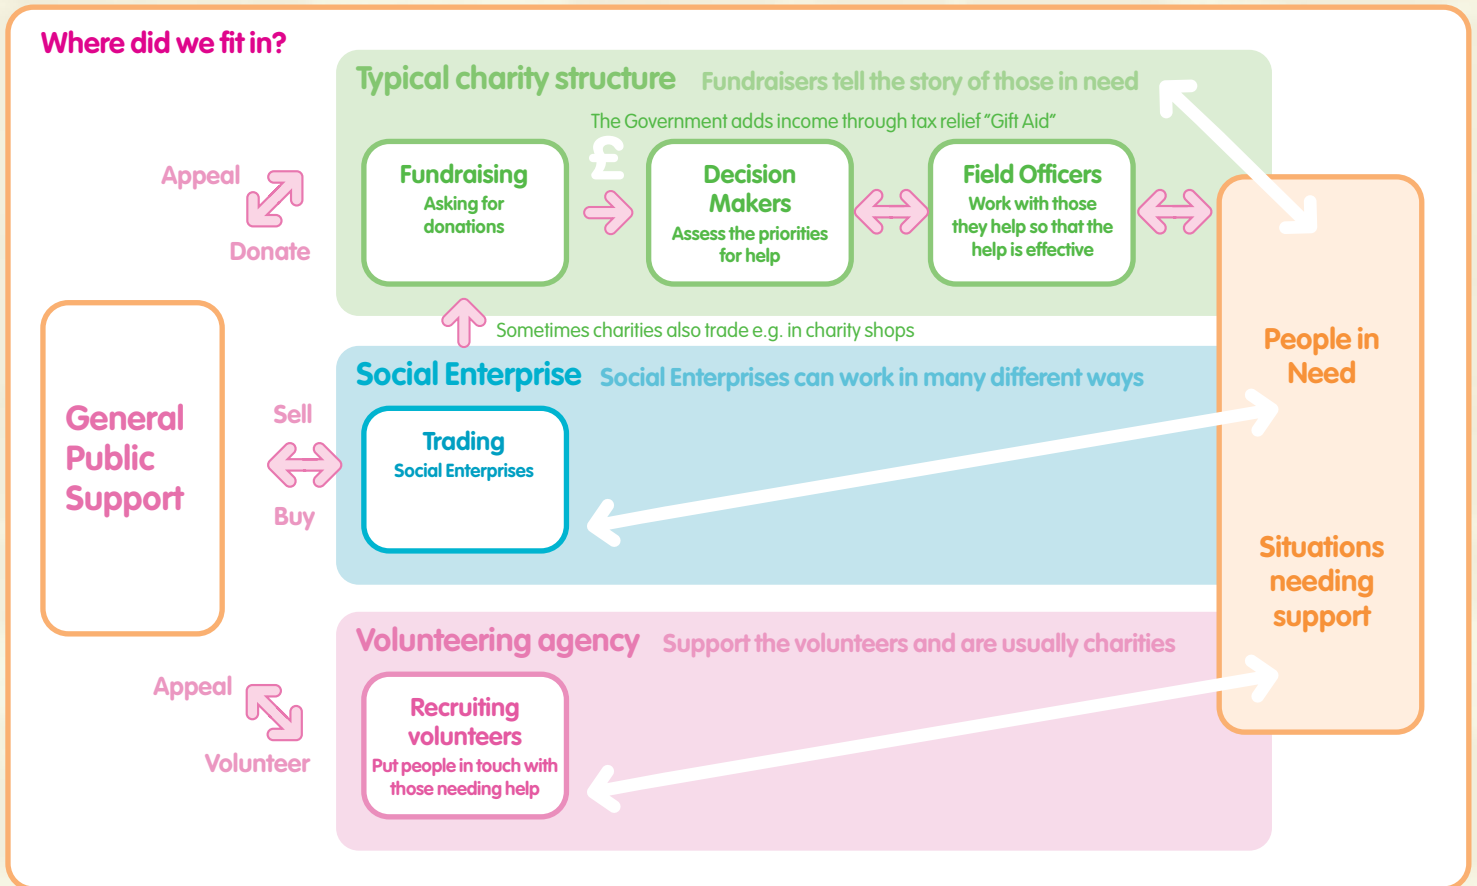 Where did we fit in?
Typical charity structure
Fundraisers tell the story of those in need
The Government adds income through tax relief “Gift Aid”
Appeal
Donate
Fundraising
Asking for
donations
£
Decision
Makers
Assess the priorities
for help
Field Officers
Work with those
they help so that the
help is effective
Sometimes charities also trade e.g. in charity shops
General
Public
Support
Sell
Buy
Social Enterprise
Social Enterprises can work in many different ways
Trading
Social Enterprises
People in
Need
Situations
needing
support
Appeal
Volunteer
Volunteering agency
Support the volunteers and are usually charities
Recruiting
volunteers
Put people in touch with
those needing help